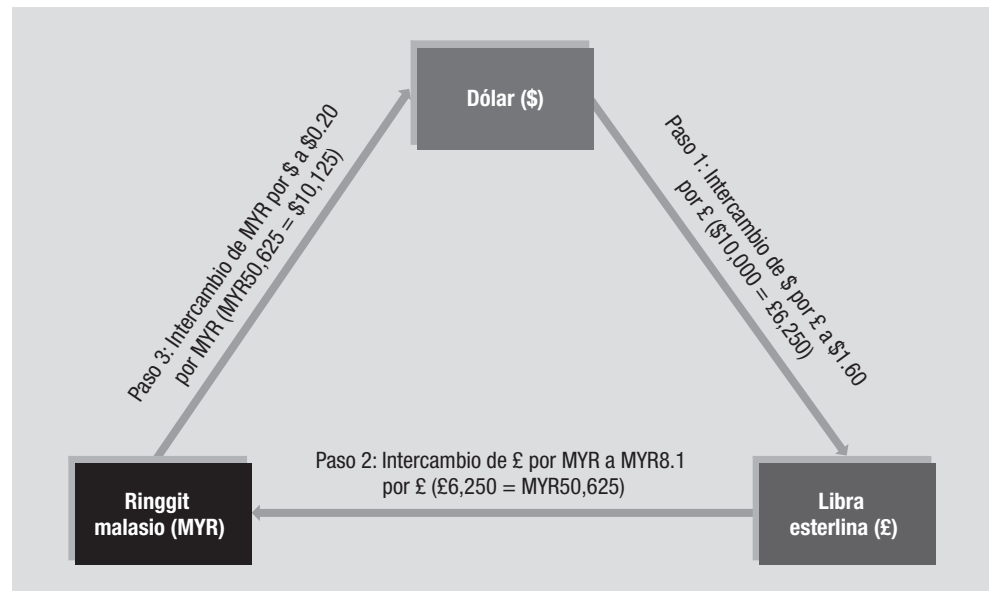 Dólar ($)
Paso 3: Intercambio de MYR por $ a $0.20
por MYR (MYR50,625 = $10,125)
Paso 1: Intercambio de $ por £ a $1.60
por £ ($10,000 = £6,250)
Paso 2: Intercambio de £ por MYR a MYR8.1
por £ (£6,250 = MYR50,625)
Ringgit
malasio (MYR)
Libra
esterlina (£)